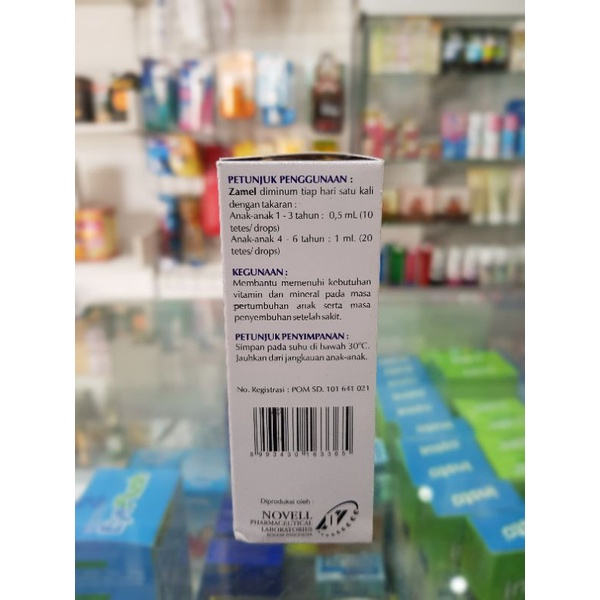 PETUNJUK PENGGUNAAN :
Zamel diminum tiap hari satu kali
dengan takaran :
Anak-anak 1 - 3 tahun : 0,5 mL (10
tetes/drops)
Anak-anak 4 - 6 tahun : 1 mL (20
tetes/drops)
KEGUNAAN :
Membantu memenuhi kebutuhan
vitamin dan mineral pada masa
pertumbuhan anak serta masa
penyembuhan setelah sakit.
PETUNJUK PENYIMPANAN :
Simpan pada suhu di bawah 30°C.
Jauhkan dari jangkauan anak-anak.
No. Registrasi : POM SD. 101 641 021
Diproduksi oleh :
NOVELL
PHARMACEUTICAL
LABORATORIES
insto
insto
insto